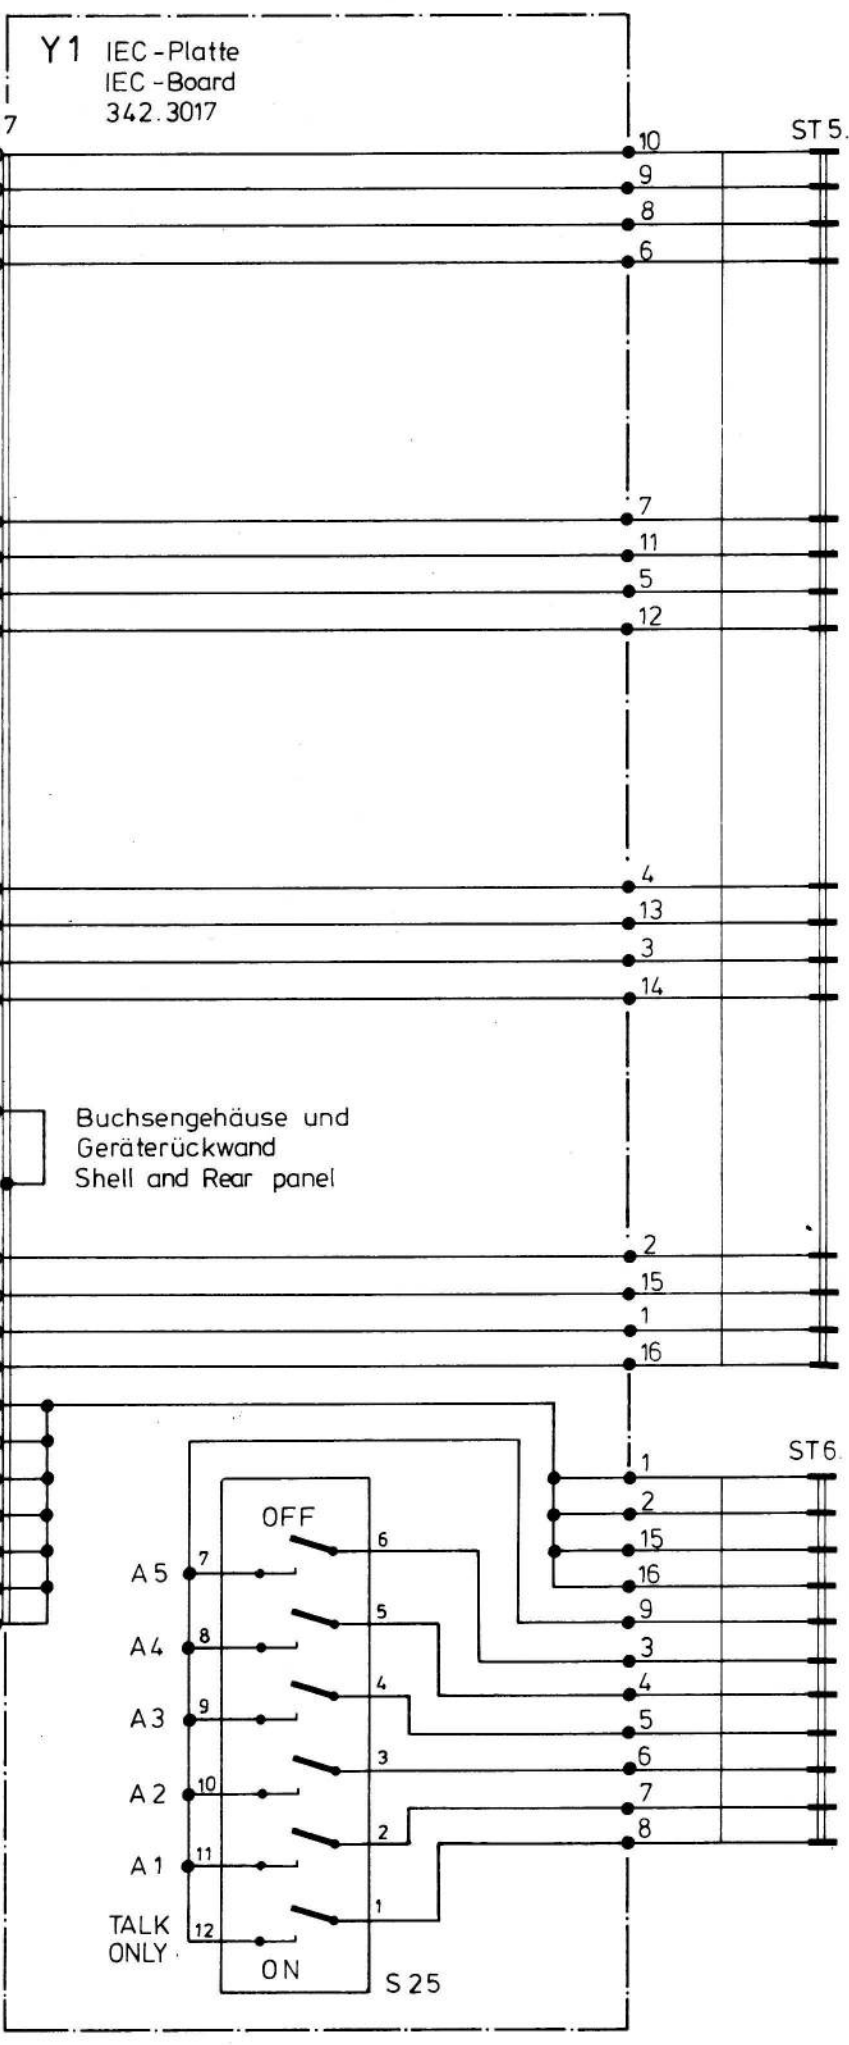 Y1 IEC-Platte
IEC-Board
342.3017
7
ST5.
10
9
8
6
7
11
5
12
4
13
3
14
Buchsengehäuse und
Geräterückwand
Shell and Rear panel
2
15
1
16
ST6.
1
2
15
16
9
3
4
5
6
7
8
OFF
A5 7 6
A4 8 5
A3 9 4
A2 10 3
A1 11 2
TALK
ONLY 12 1
ON
S25